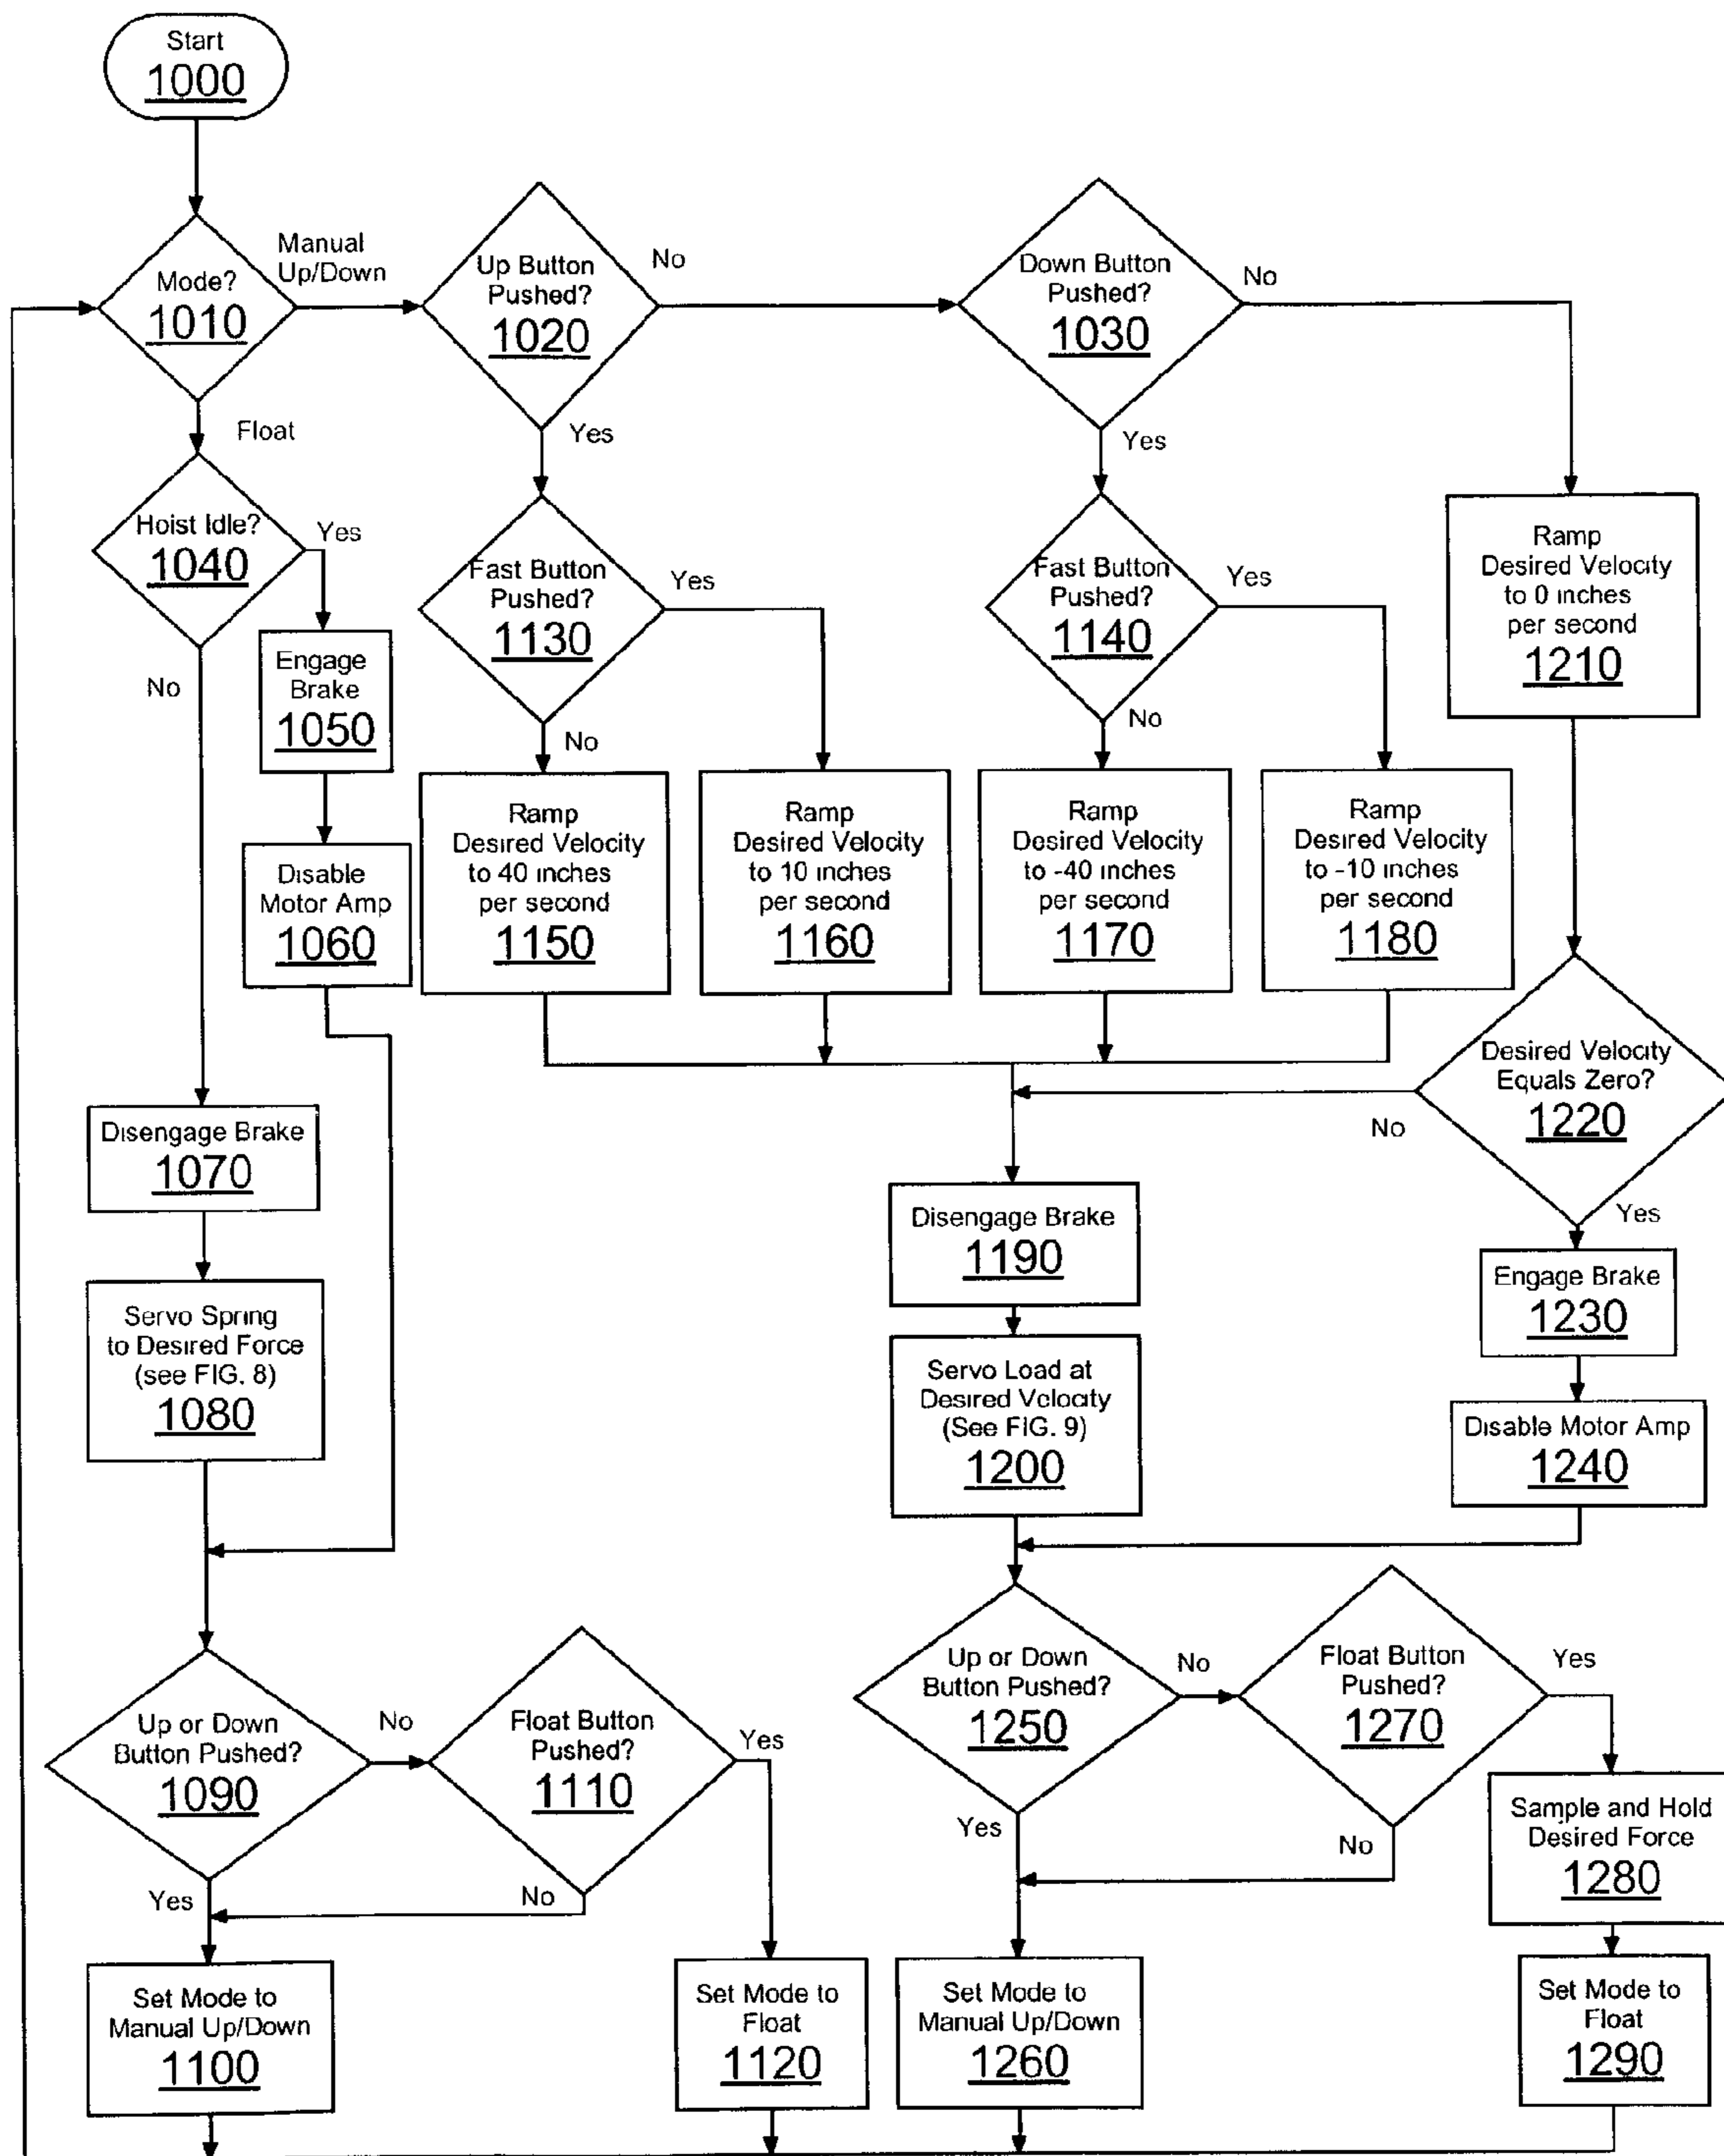 Start
1000
Mode?
1010
Manual
Up/Down
Up Button
Pushed?
1020
No
Down Button
Pushed?
1030
No
Float
Yes
Yes
Hoist Idle?
1040
Yes
No
Fast Button
Pushed?
1130
Yes
No
Fast Button
Pushed?
1140
Yes
No
Ramp
Desired Velocity
to 0 inches
per second
1210
Engage
Brake
1050
Disable
Motor Amp
1060
Ramp
Desired Velocity
to 40 inches
per second
1150
Ramp
Desired Velocity
to 10 inches
per second
1160
Ramp
Desired Velocity
to -40 inches
per second
1170
Ramp
Desired Velocity
to -10 inches
per second
1180
Desired Velocity
Equals Zero?
1220
No
Yes
Disengage Brake
1070
Disengage Brake
1190
Engage Brake
1230
Servo Spring
to Desired Force
(see FIG. 8)
1080
Servo Load at
Desired Velocity
(See FIG. 9)
1200
Disable Motor Amp
1240
Up or Down
Button Pushed?
1090
No
Yes
Float Button
Pushed?
1110
Yes
No
Up or Down
Button Pushed?
1250
No
Yes
Float Button
Pushed?
1270
Yes
No
Sample and Hold
Desired Force
1280
Set Mode to
Manual Up/Down
1100
Set Mode to
Float
1120
Set Mode to
Manual Up/Down
1260
Set Mode to
Float
1290